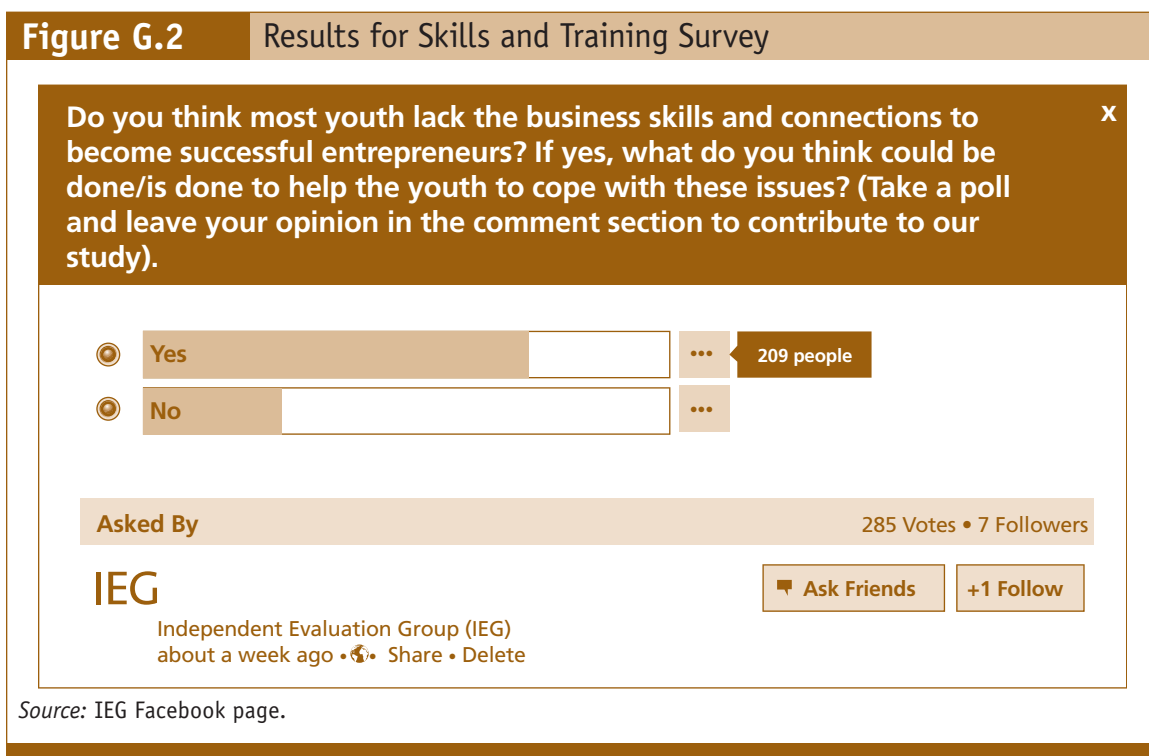 Figure G.2 Results for Skills and Training Survey
Do you think most youth lack the business skills and connections to
become successful entrepreneurs? If yes, what do you think could be
done/is done to help the youth to cope with these issues? (Take a poll
and leave your opinion in the comment section to contribute to our
study).
x
Yes ••• 209 people
No •••
Asked By 285 Votes • 7 Followers
IEG
Ask Friends +1 Follow
Independent Evaluation Group (IEG)
about a week ago • • Share • Delete
Source: IEG Facebook page.